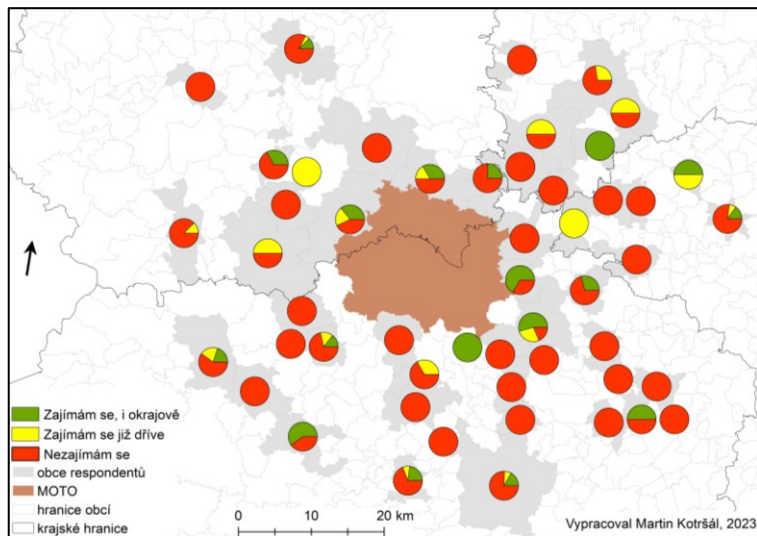 Zajímám se, i okrajově
Zajímám se již dříve
Nezajímám se
obce respondentů
MOTO
hranice obcí
krajské hranice
0 10 20 km
Vypracoval Martin Kotršál, 2023